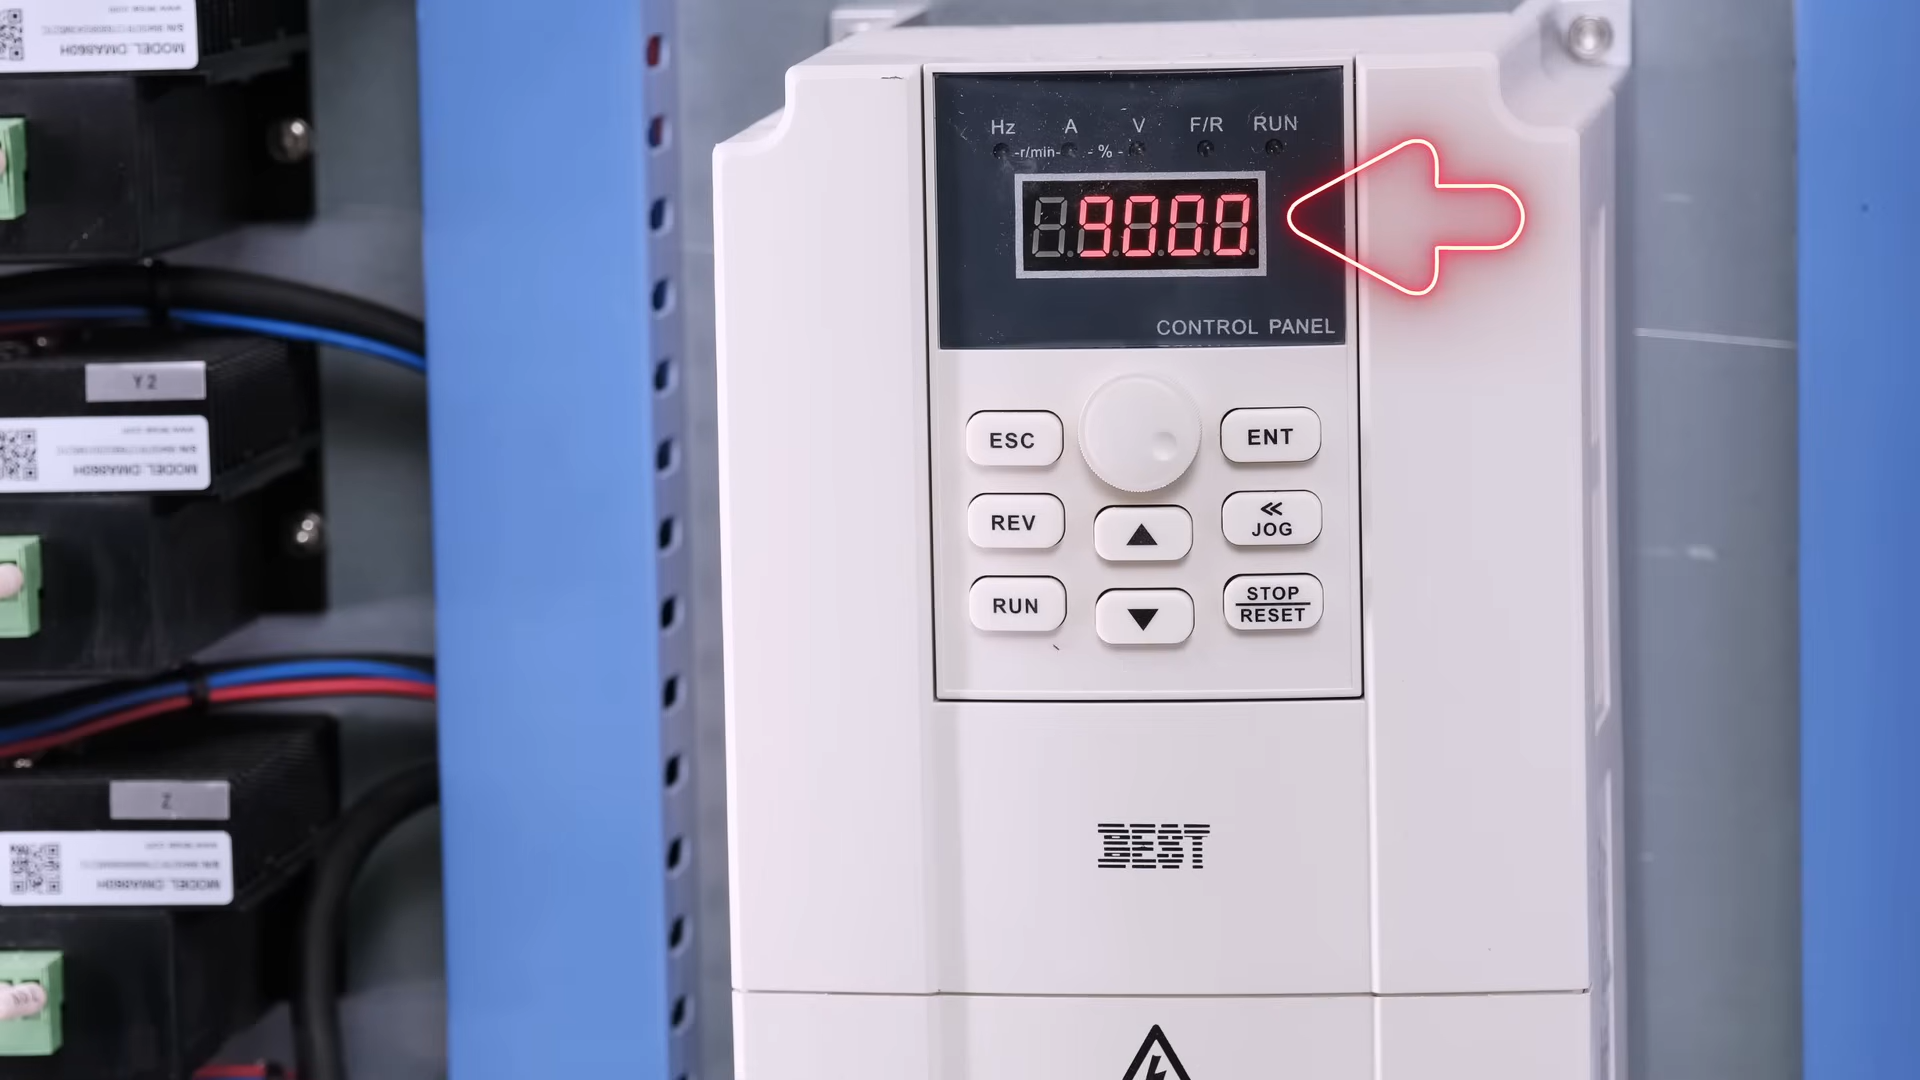 Hz A V F/R RUN
-r/min- - % -
9000
CONTROL PANEL
ESC
ENT
REV
<< JOG
RUN
STOP
RESET
BEST
Y2
MODEL: DMA860H
MODEL: DMA860H
Z
MODEL: DMA860H